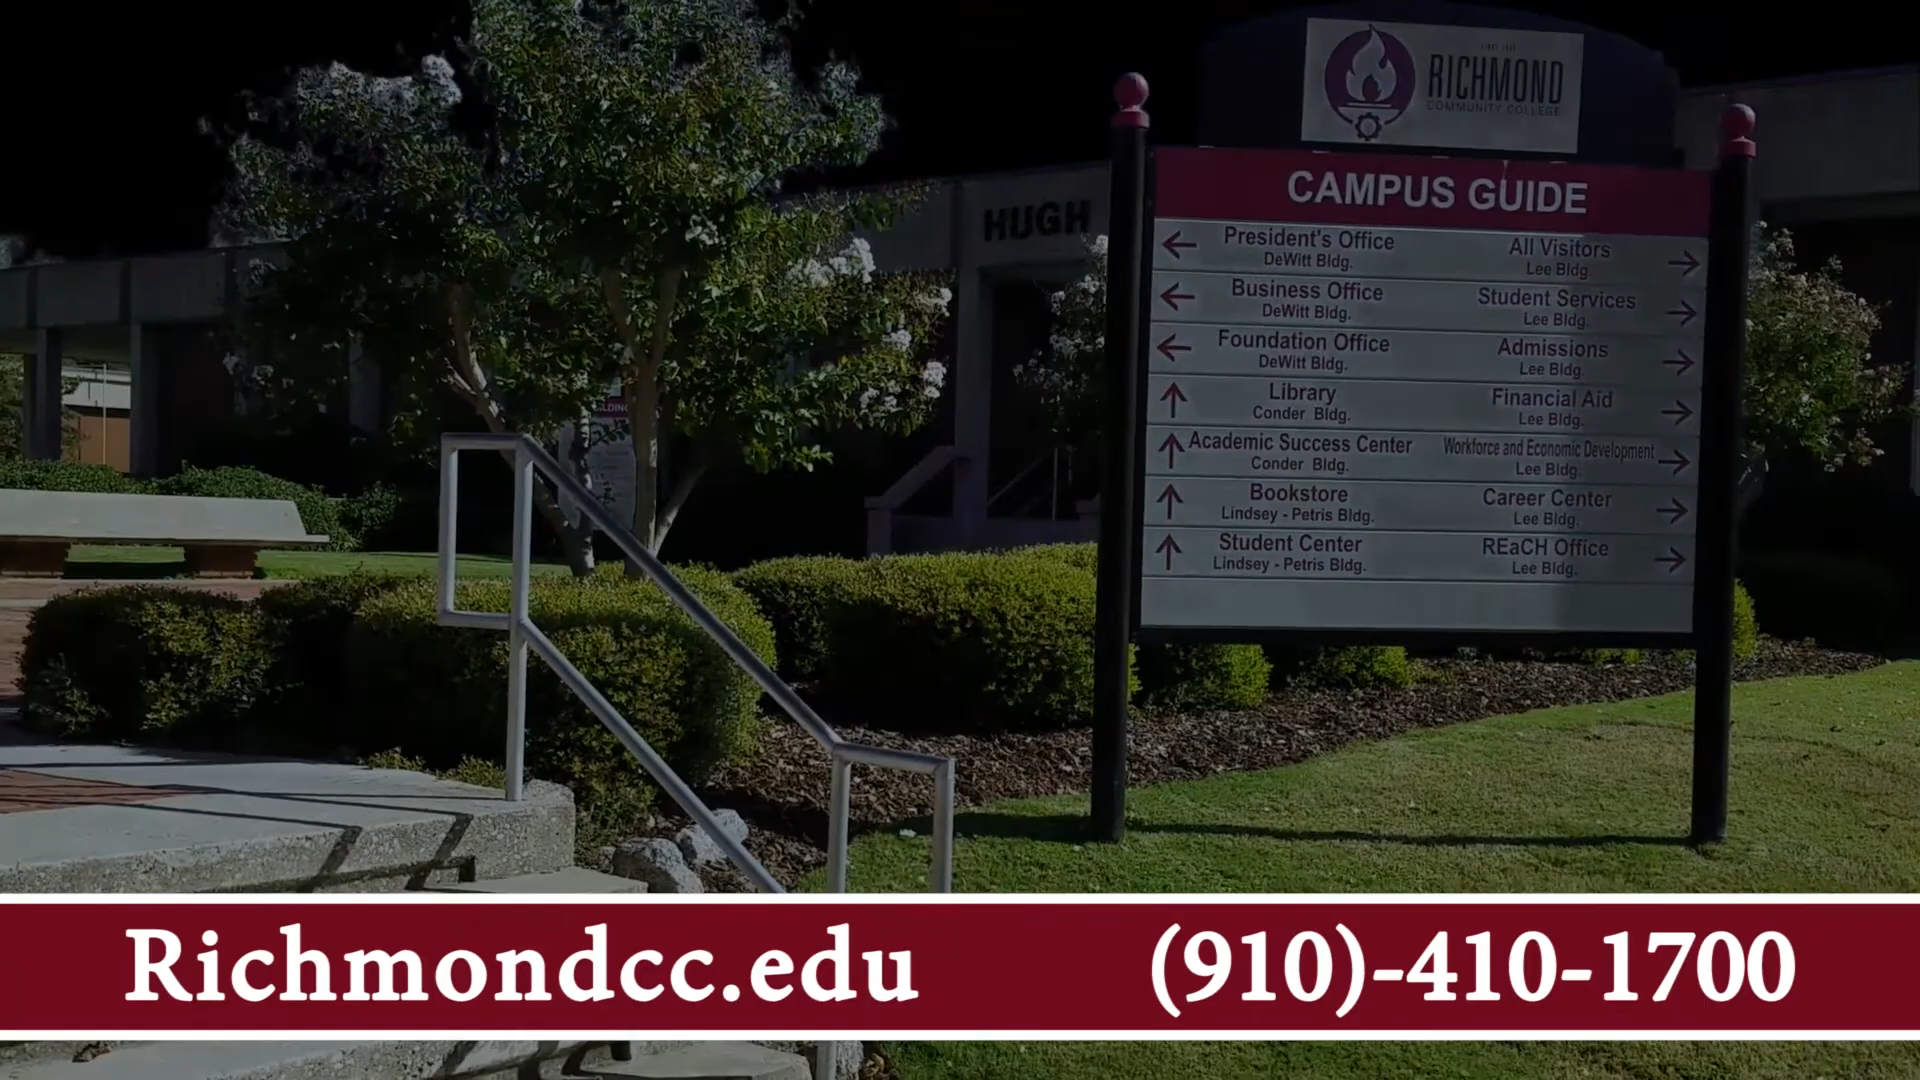 RICHMOND
COMMUNITY COLLEGE
HUGH
CAMPUS GUIDE
President's Office
DeWitt Bldg.
Business Office
DeWitt Bldg.
Foundation Office
DeWitt Bldg.
Library
Conder Bldg.
Academic Success Center
Conder Bldg.
Bookstore
Lindsey - Petris Bldg.
Student Center
Lindsey - Petris Bldg.
All Visitors
Lee Bldg.
Student Services
Lee Bldg.
Admissions
Lee Bldg.
Financial Aid
Lee Bldg.
Workforce and Economic Development
Lee Bldg.
Career Center
Lee Bldg.
REaCH Office
Lee Bldg.
Richmondcc.edu
(910)-410-1700